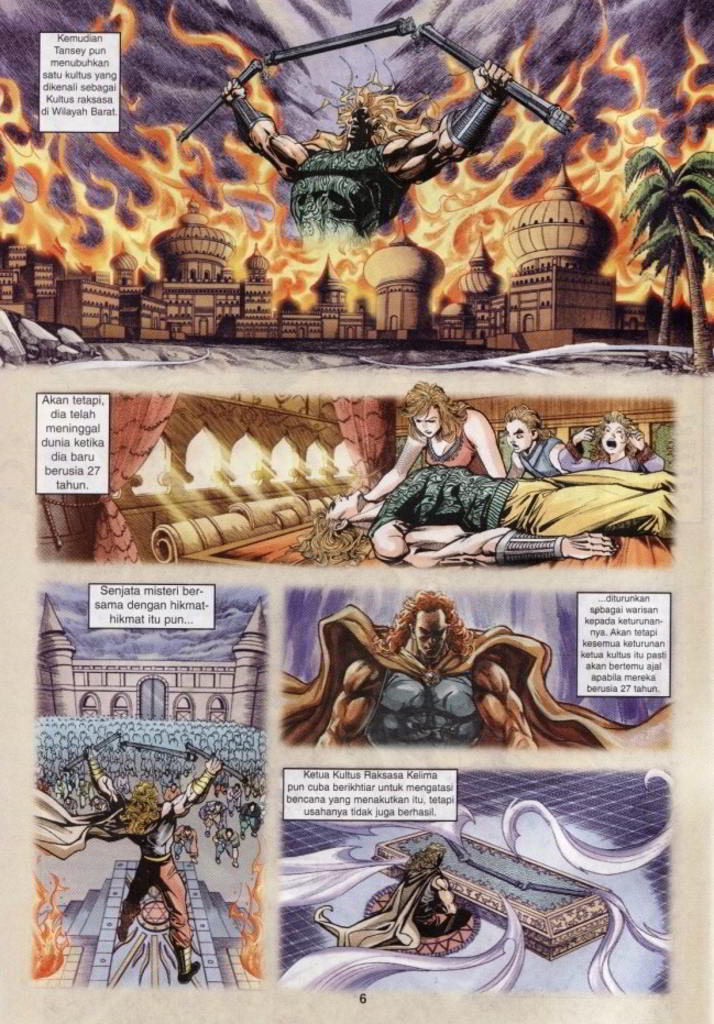 Kemudian
Tansey pun
menubuhkan
satu kultus yang
dikenali sebagai
Kultus raksasa
di Wilayah Barat.
Akan tetapi,
dia telah
meninggal
dunia ketika
dia baru
berusia 27
tahun.
Senjata misteri ber-
sama dengan hikmat-
hikmat itu pun...
...diturunkan
sebagai warisan
kepada keturunan-
nya. Akan tetapi
kesemua keturunan
ketua kultus itu pasti
akan bertemu ajal
apabila mereka
berusia 27 tahun.
Ketua Kultus Raksasa Kelima
pun cuba berikhtiar untuk mengatasi
bencana yang menakutkan itu, tetapi
usahanya tidak juga berhasil.
6